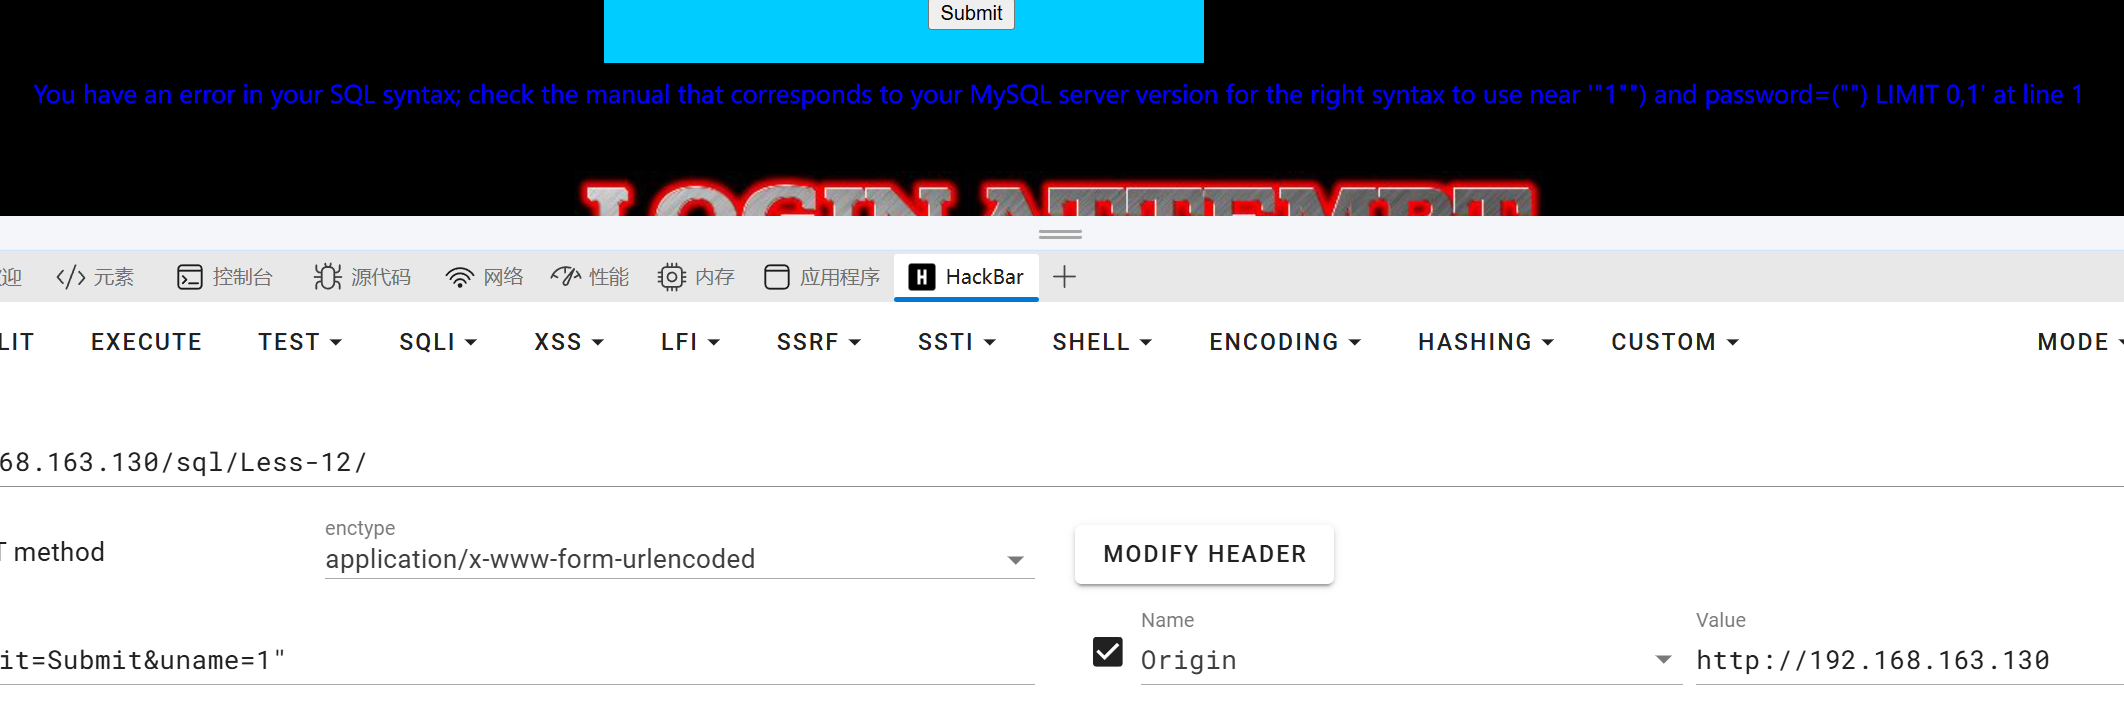 Submit
You have an error in your SQL syntax; check the manual that corresponds to your MySQL server version for the right syntax to use near '"1"") and password=("") LIMIT 0,1' at line 1
LOGIN ATTEMPT
迎 元素 控制台 源代码 网络 性能 内存 应用程序 HackBar
LIT EXECUTE TEST SQLI XSS LFI SSRF SSTI SHELL ENCODING HASHING CUSTOM MODE
68.163.130/sql/Less-12/
enctype
T method application/x-www-form-urlencoded MODIFY HEADER
Name Value
it=Submit&uname=1" Origin http://192.168.163.130